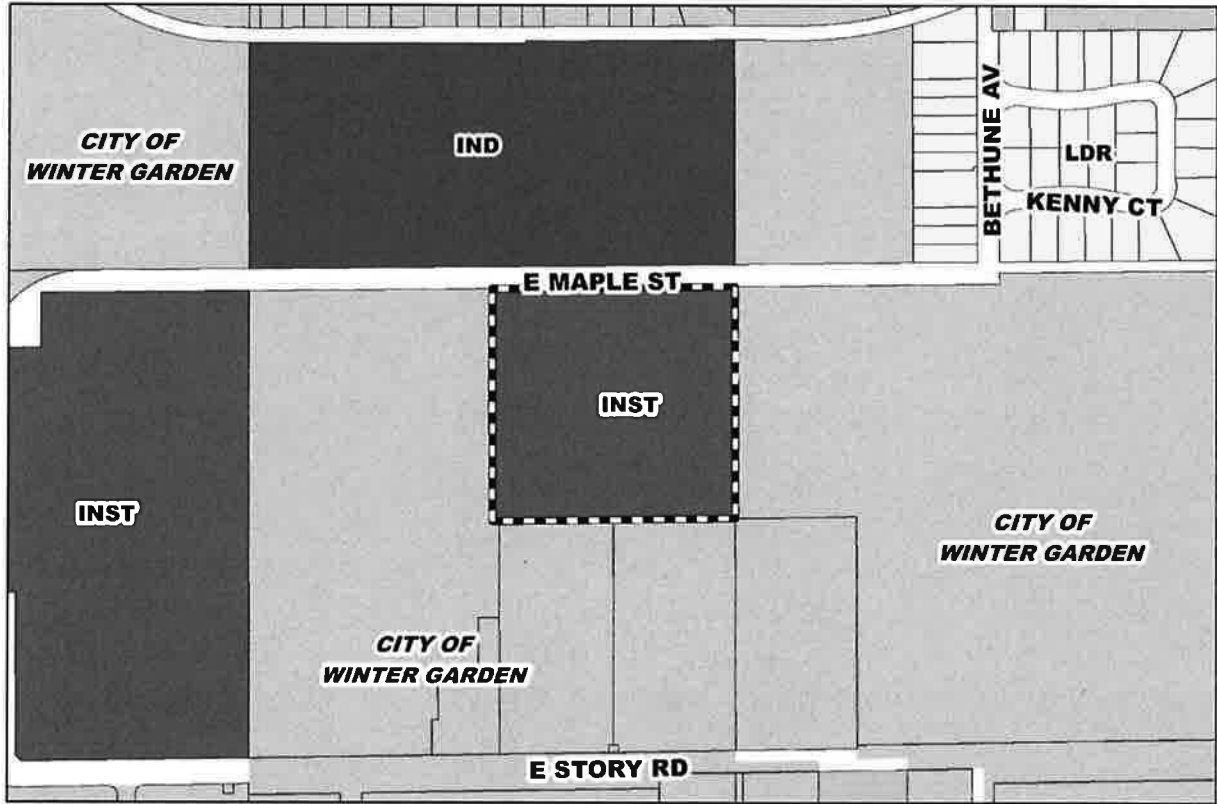 BETHUNE AV
CITY OF
WINTER GARDEN
IND
LDR
KENNY CT
E MAPLE ST
INST
INST
CITY OF
WINTER GARDEN
CITY OF
WINTER GARDEN
E STORY RD